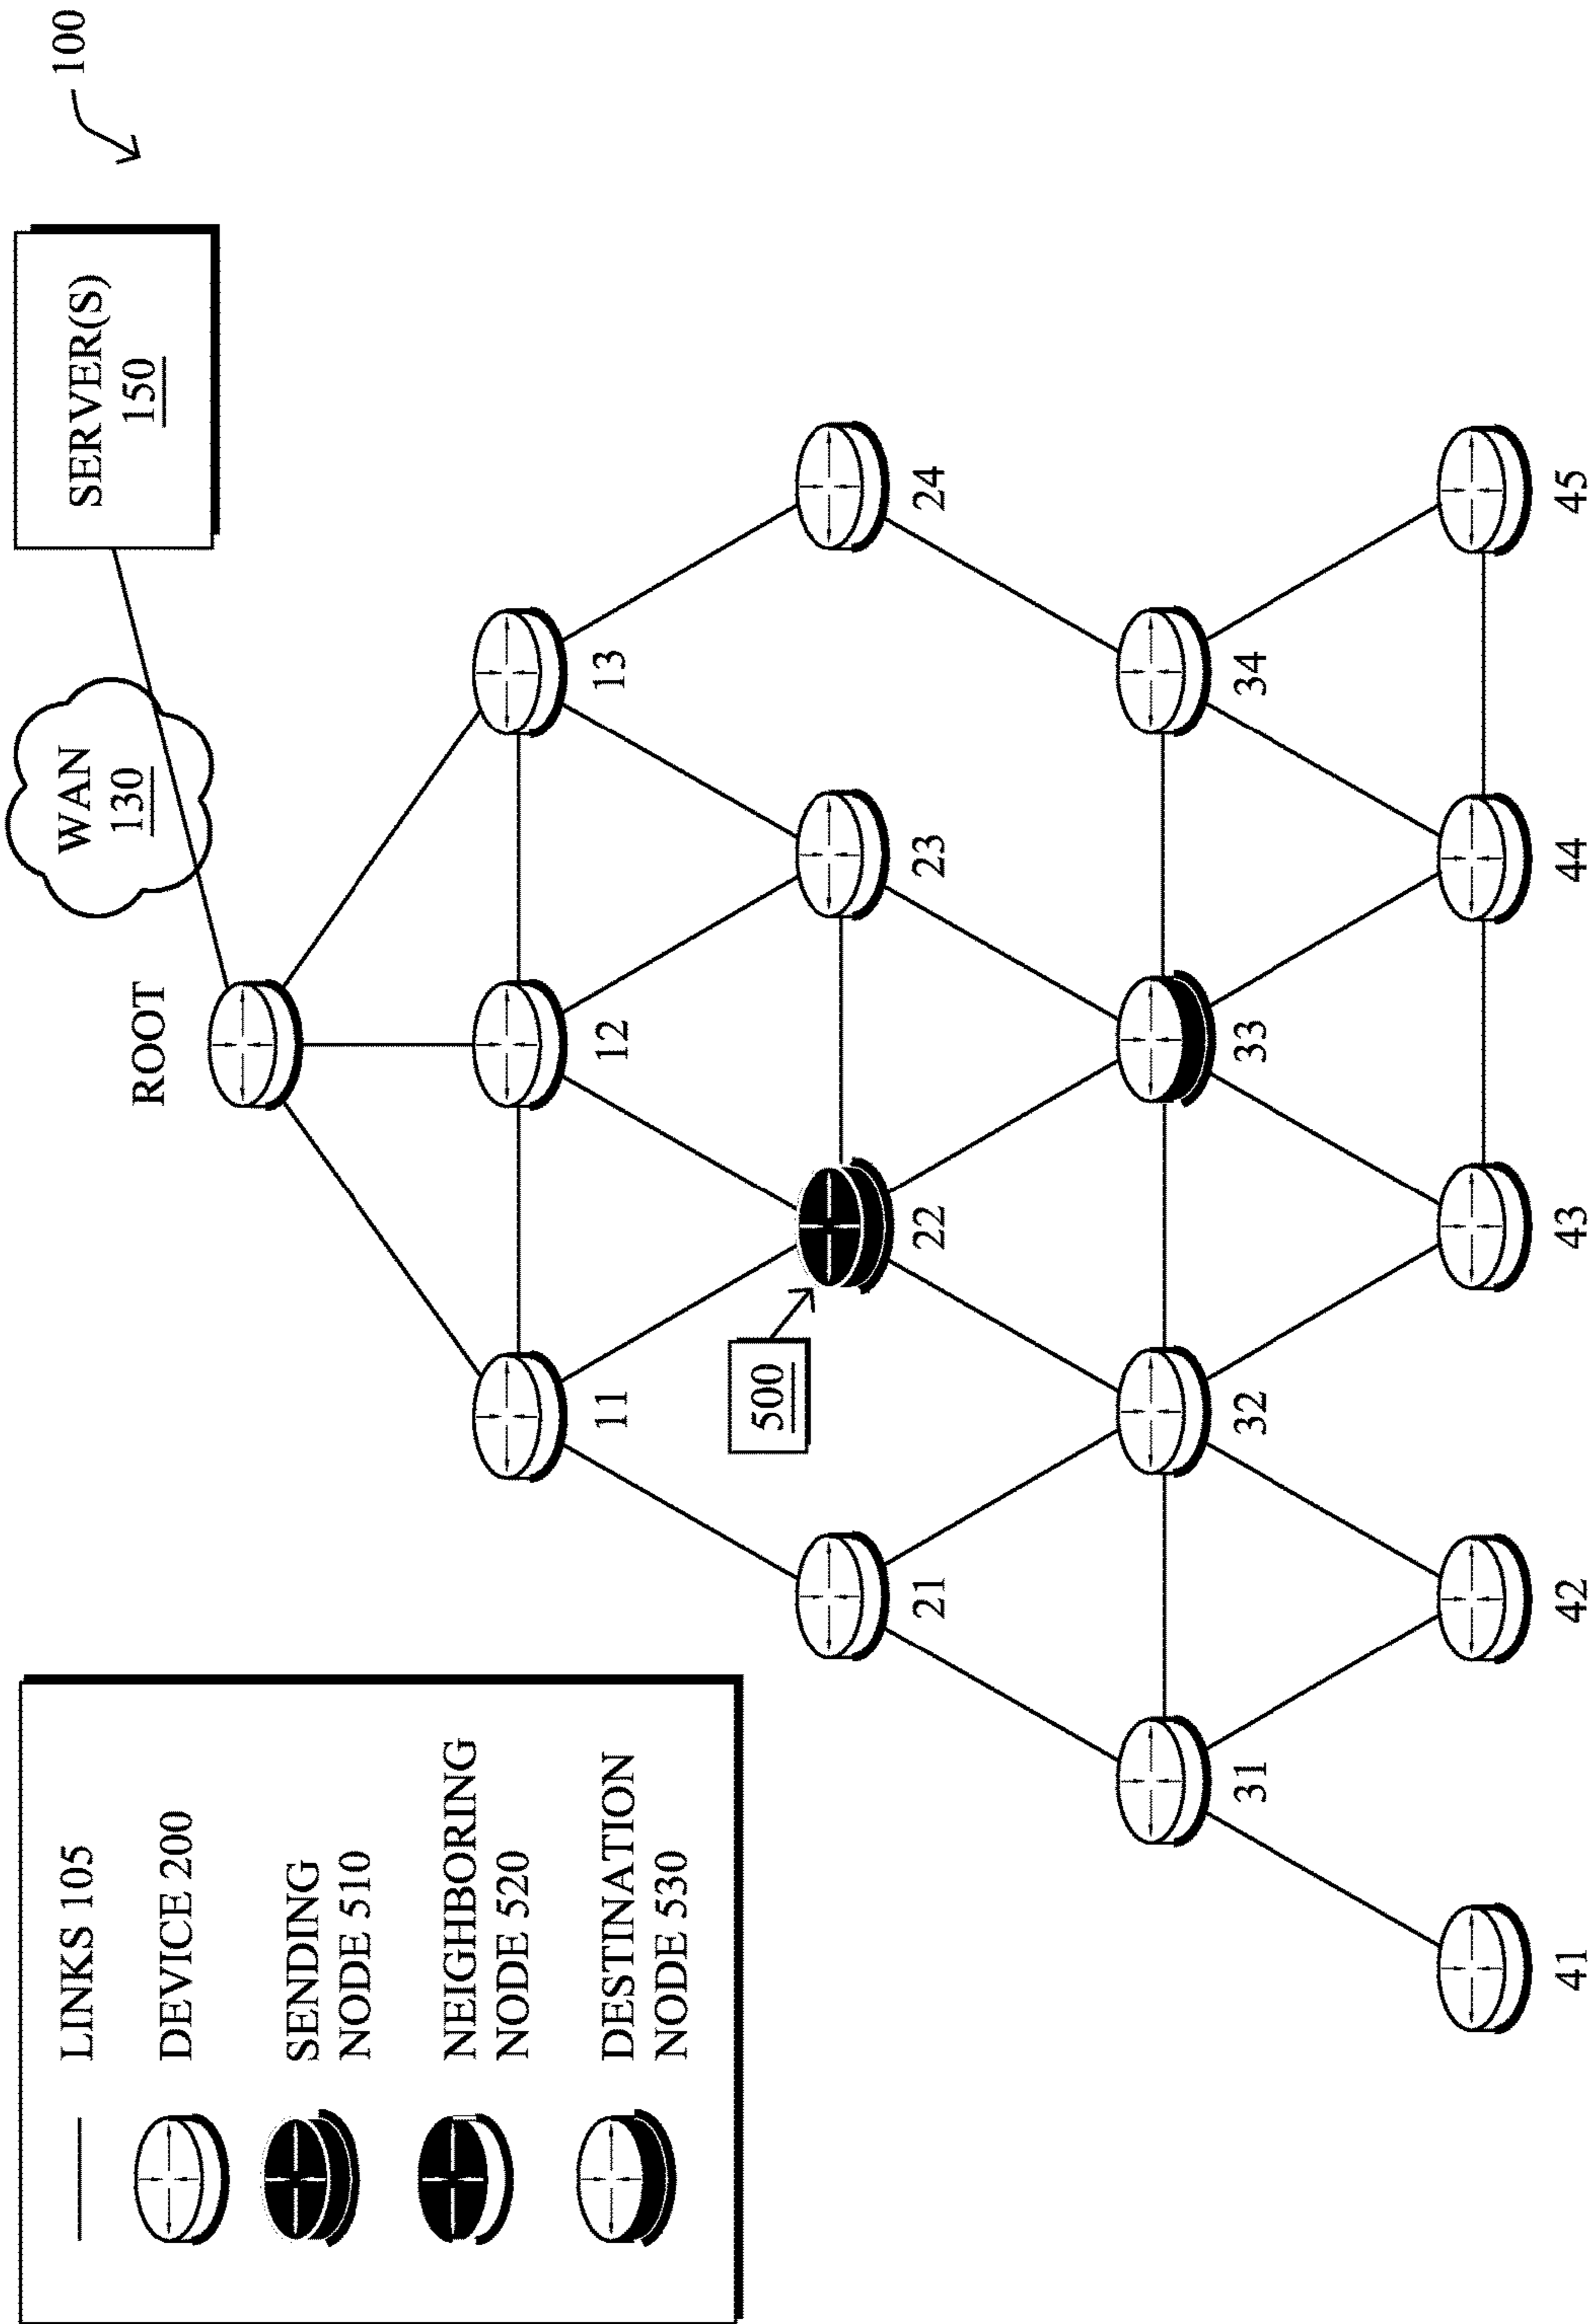 LINKS 105
DEVICE 200
SENDING
NODE 510
NEIGHBORING
NODE 520
DESTINATION
NODE 530
ROOT
WAN
130
SERVER(S)
150
100
11
12
13
500
21
22
23
24
31
32
33
34
41
42
43
44
45